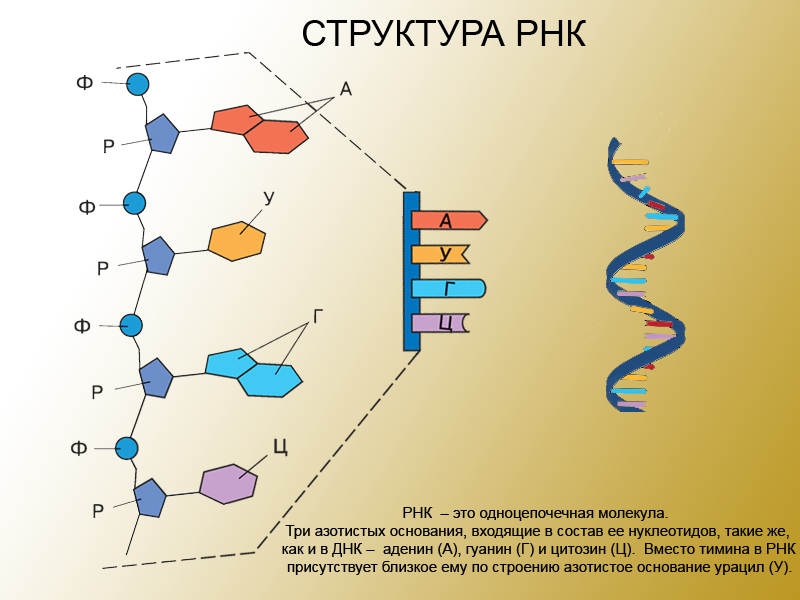 СТРУКТУРА РНК
Ф
А
Р
Ф
У
Р
Ф
Г
Р
Ф
Ц
Р
А
У
Г
Ц
РНК – это одноцепочечная молекула.
Три азотистых основания, входящие в состав ее нуклеотидов, такие же,
как и в ДНК – аденин (А), гуанин (Г) и цитозин (Ц). Вместо тимина в РНК
присутствует близкое ему по строению азотистое основание урацил (У).